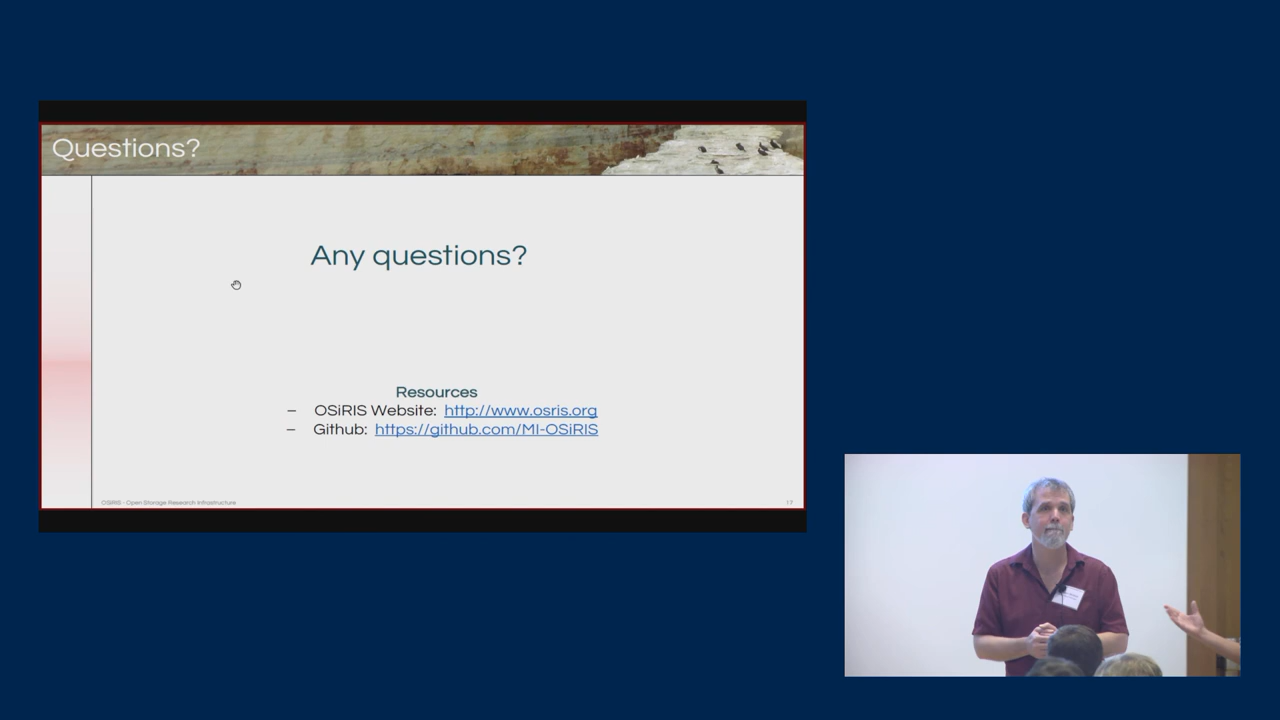 Questions?
Any questions?
Resources
– OSiRIS Website: http://www.osris.org
– Github: https://github.com/MI-OSiRIS
OSiRIS - Open Storage Research Infrastructure
17